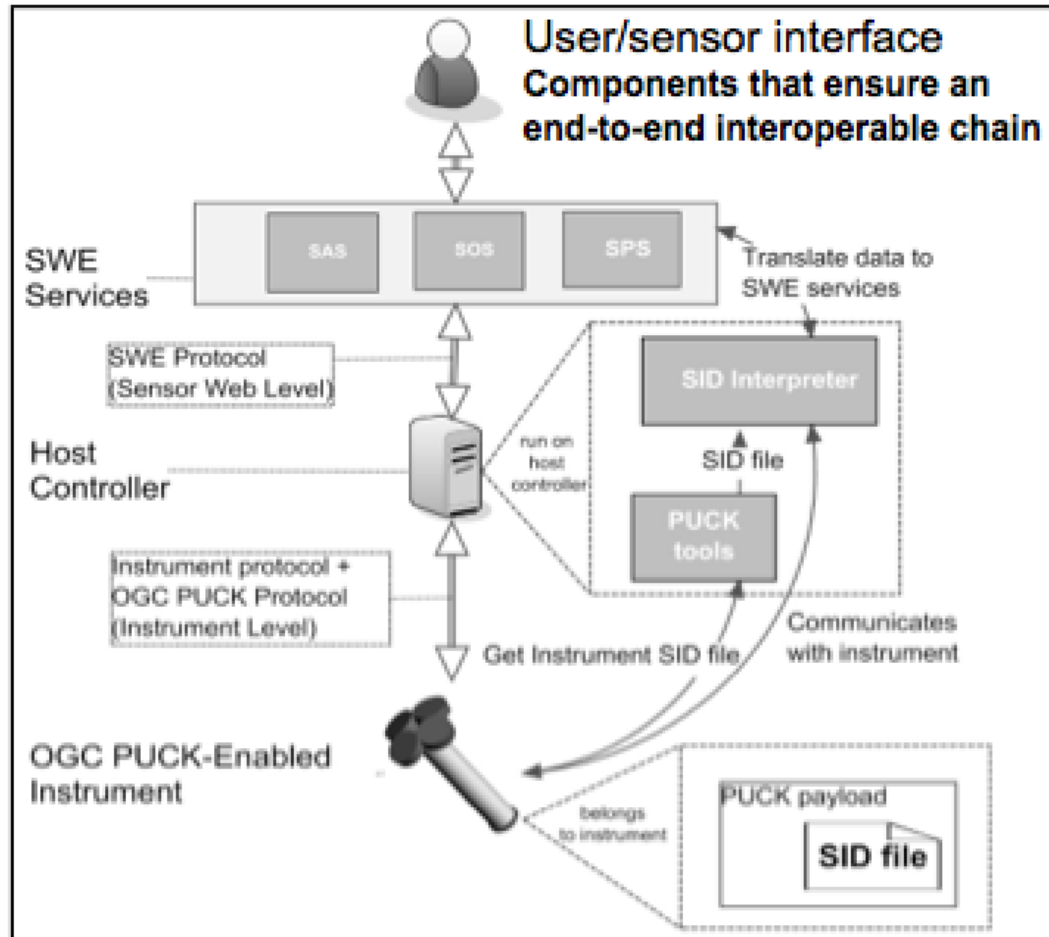 User/sensor interface
Components that ensure an
end-to-end interoperable chain
SAS
SOS
SPS
SWE
Services
Translate data to
SWE services
SWE Protocol
(Sensor Web Level)
SID Interpreter
run on
host
controller
SID file
Host
Controller
PUCK
tools
Instrument protocol +
OGC PUCK Protocol
(Instrument Level)
Communicates
with instrument
Get Instrument SID file
OGC PUCK-Enabled
Instrument
belongs
to instrument
PUCK payload
SID file